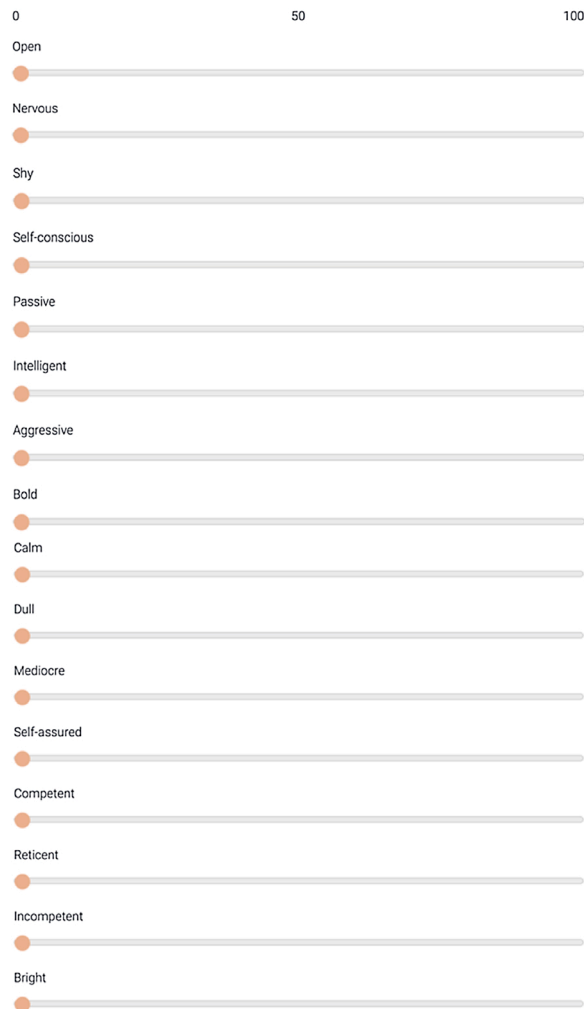 0 50 100
Open
Nervous
Shy
Self-conscious
Passive
Intelligent
Aggressive
Bold
Calm
Dull
Mediocre
Self-assured
Competent
Reticent
Incompetent
Bright